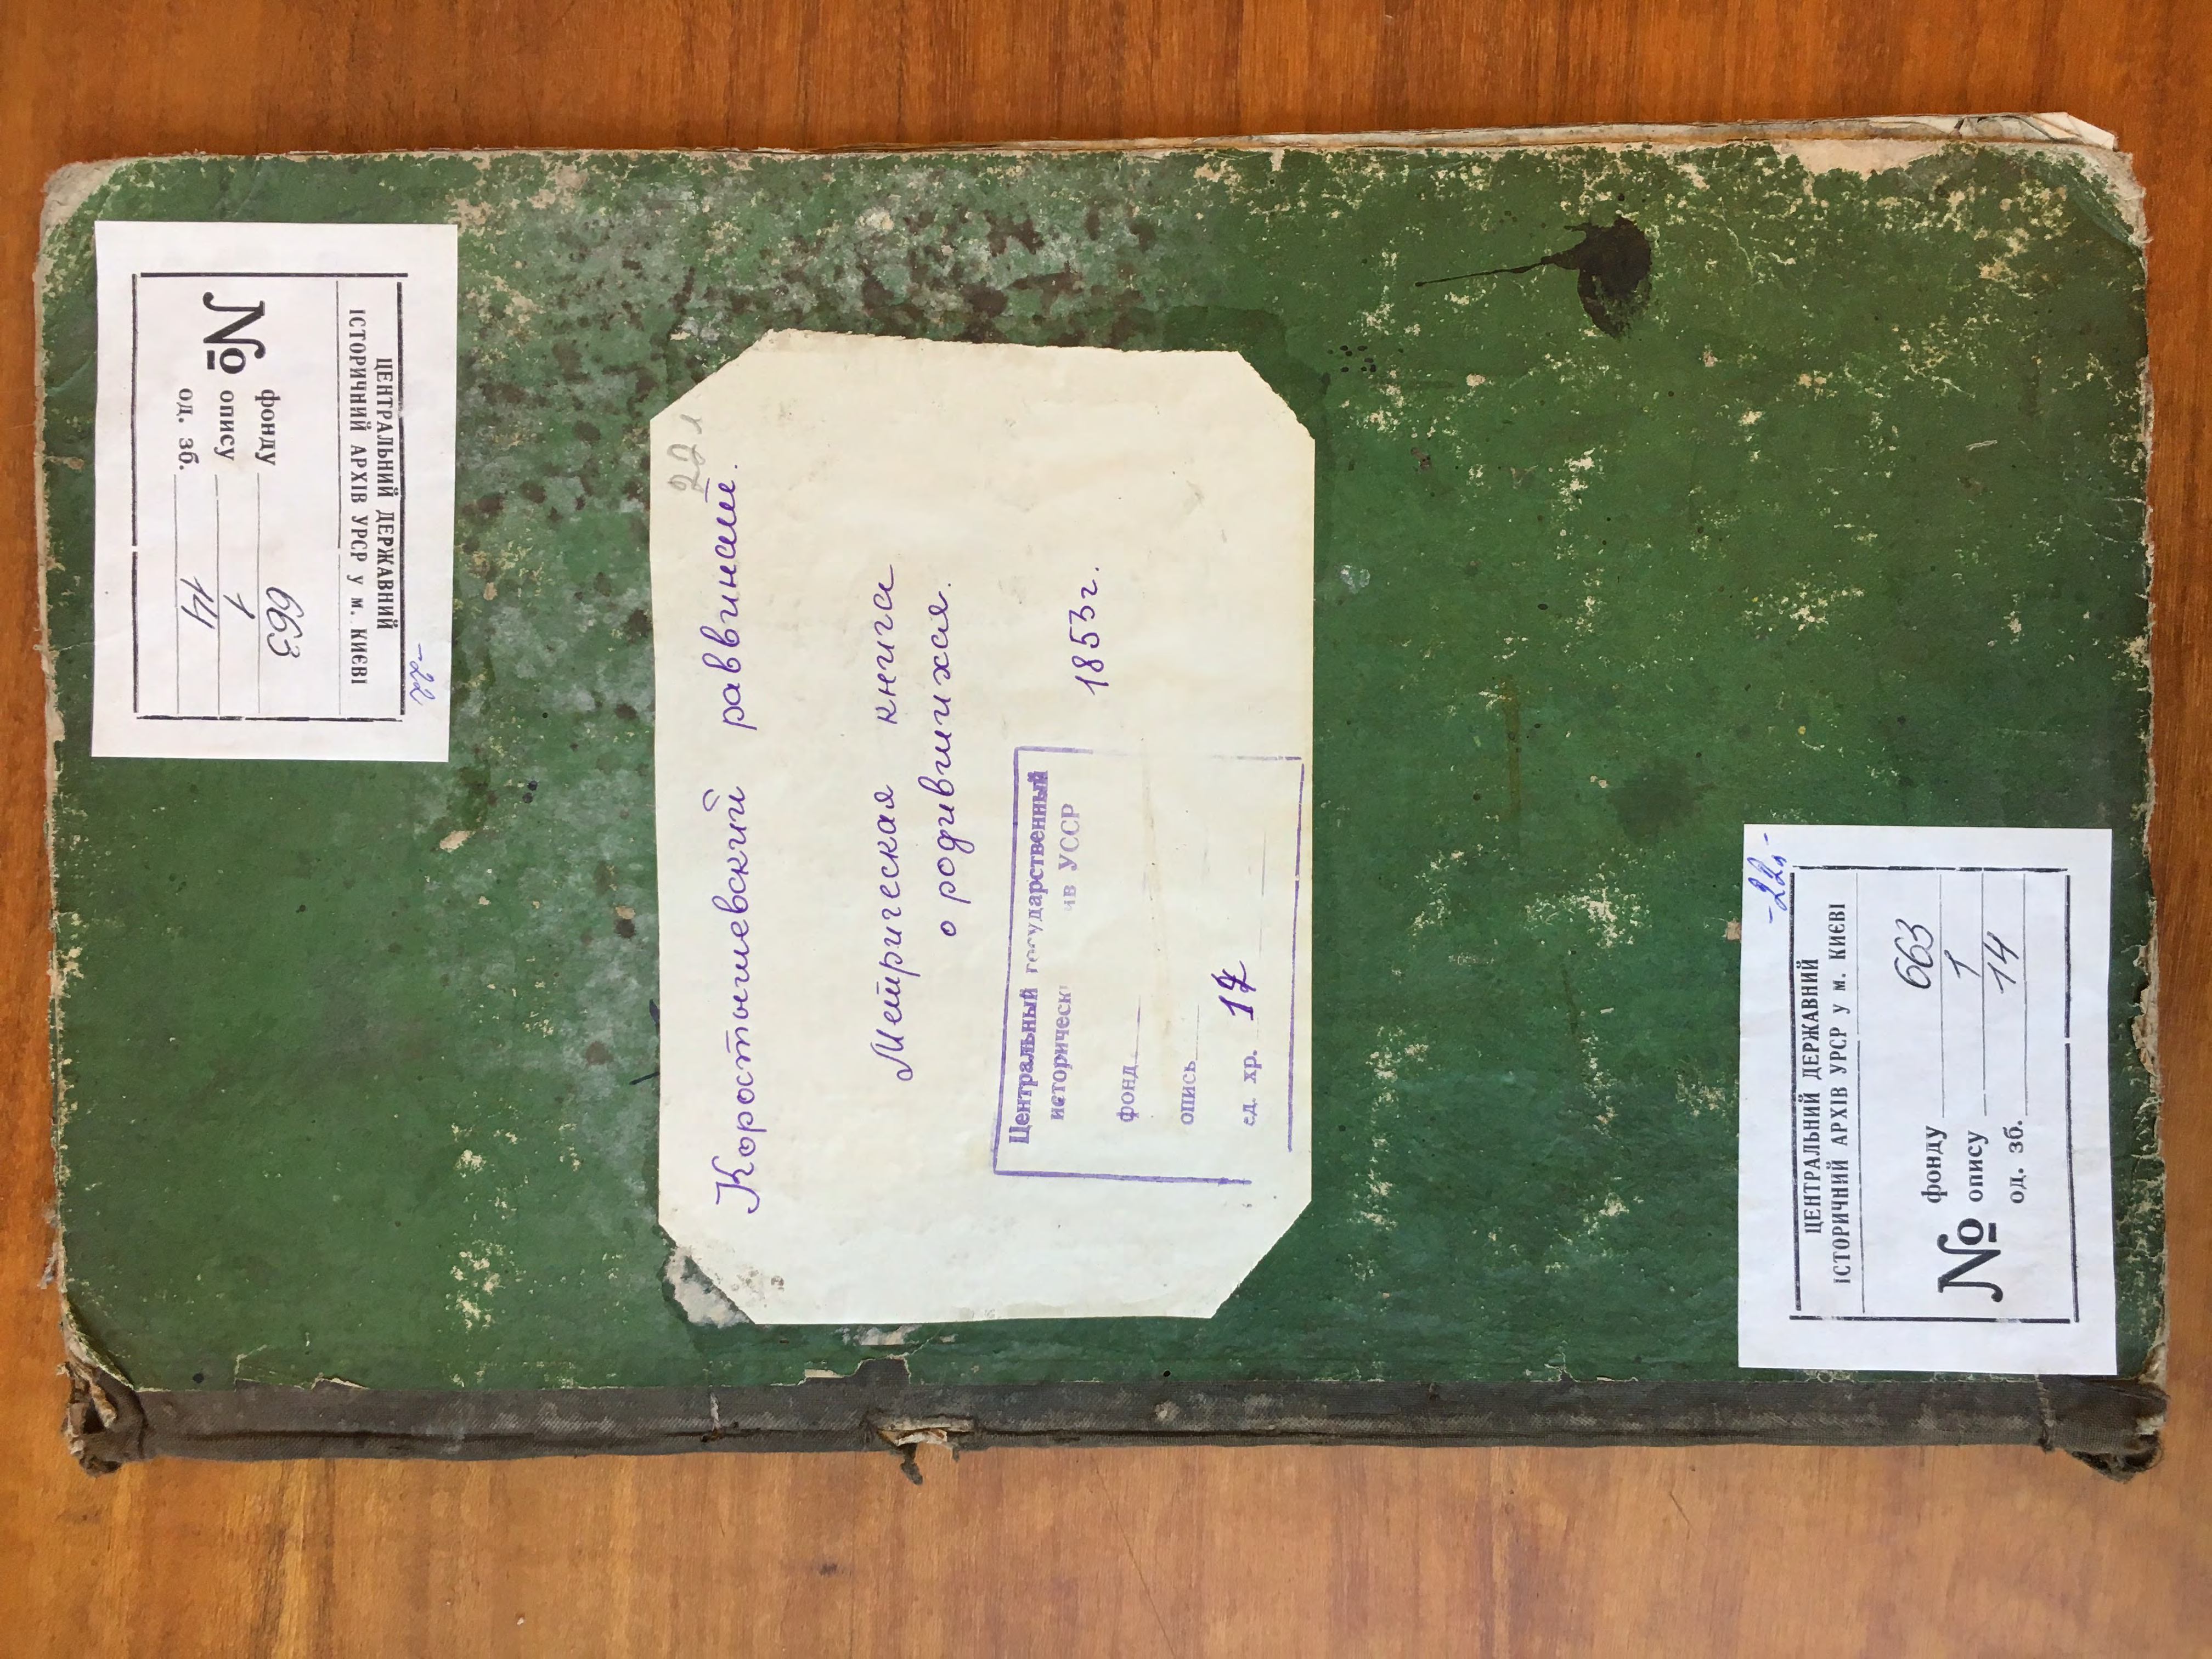 ЦЕНТРАЛЬНИЙ ДЕРЖАВНИЙ
ІСТОРИЧНИЙ АРХІВ УРСР у м. КИЄВІ
№
фонду 663
опису 1
од. зб. 14
-22
22л
Коростышевский раввинат.
Метрическая книга
о родившихся.
1853г.
Центральный государственный
историческ ив УССР
фонд
опись
ед. хр.
-22л-
ЦЕНТРАЛЬНИЙ ДЕРЖАВНИЙ
ІСТОРИЧНИЙ АРХІВ УРСР у м. КИЄВІ
№
фонду 663
опису 1
од. зб. 14